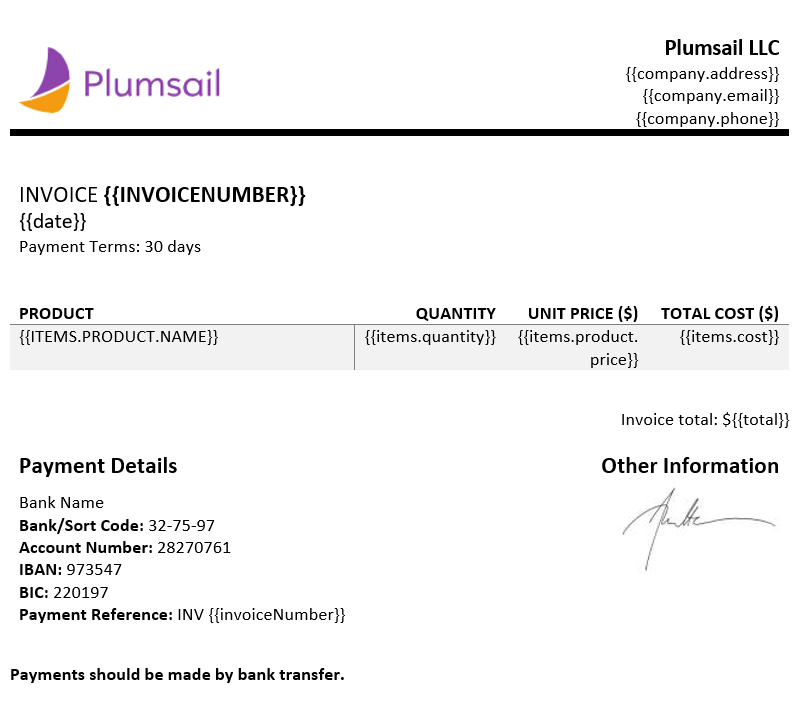 Plumsail
Plumsail LLC
{{company.address}}
{{company.email}}
{{company.phone}}
INVOICE {{INVOICENUMBER}}
{{date}}
Payment Terms: 30 days
PRODUCT QUANTITY UNIT PRICE ($) TOTAL COST ($)
{{ITEMS.PRODUCT.NAME}} {{items.quantity}} {{items.product. {{items.cost}}
price}}
Invoice total: ${{total}}
Payment Details
Other Information
Bank Name
Bank/Sort Code: 32-75-97
Account Number: 28270761
IBAN: 973547
BIC: 220197
Payment Reference: INV {{invoiceNumber}}
Payments should be made by bank transfer.